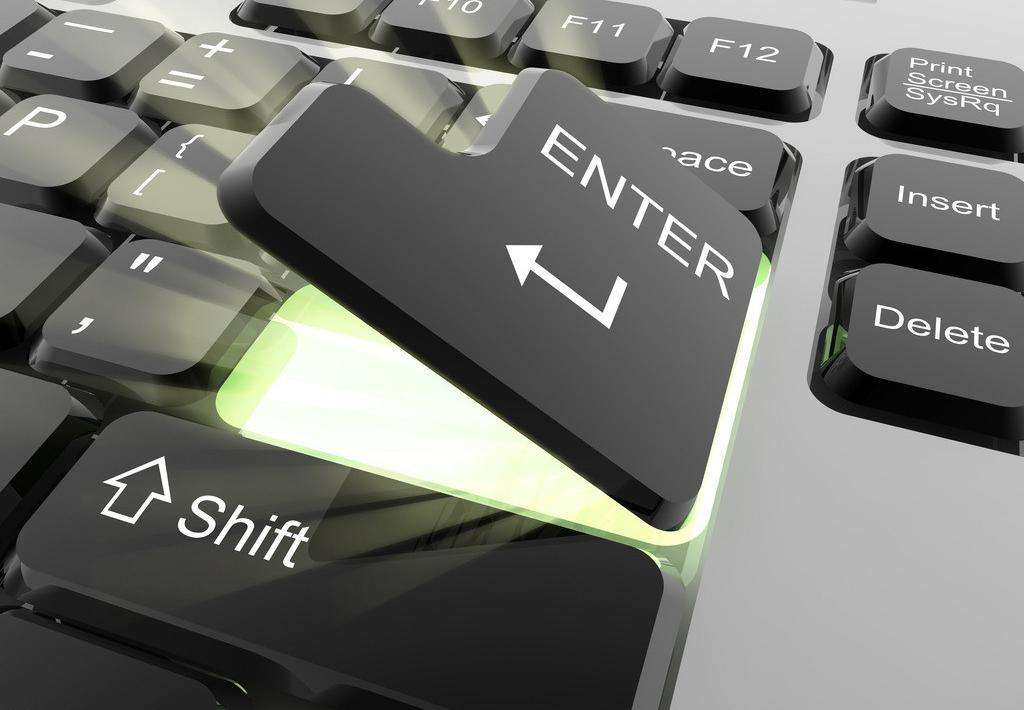 F10
F11
F12
Print
Screen
SysRq
+
=
-
P
{
[
ENTER
Insert
"
,
Delete
Shift